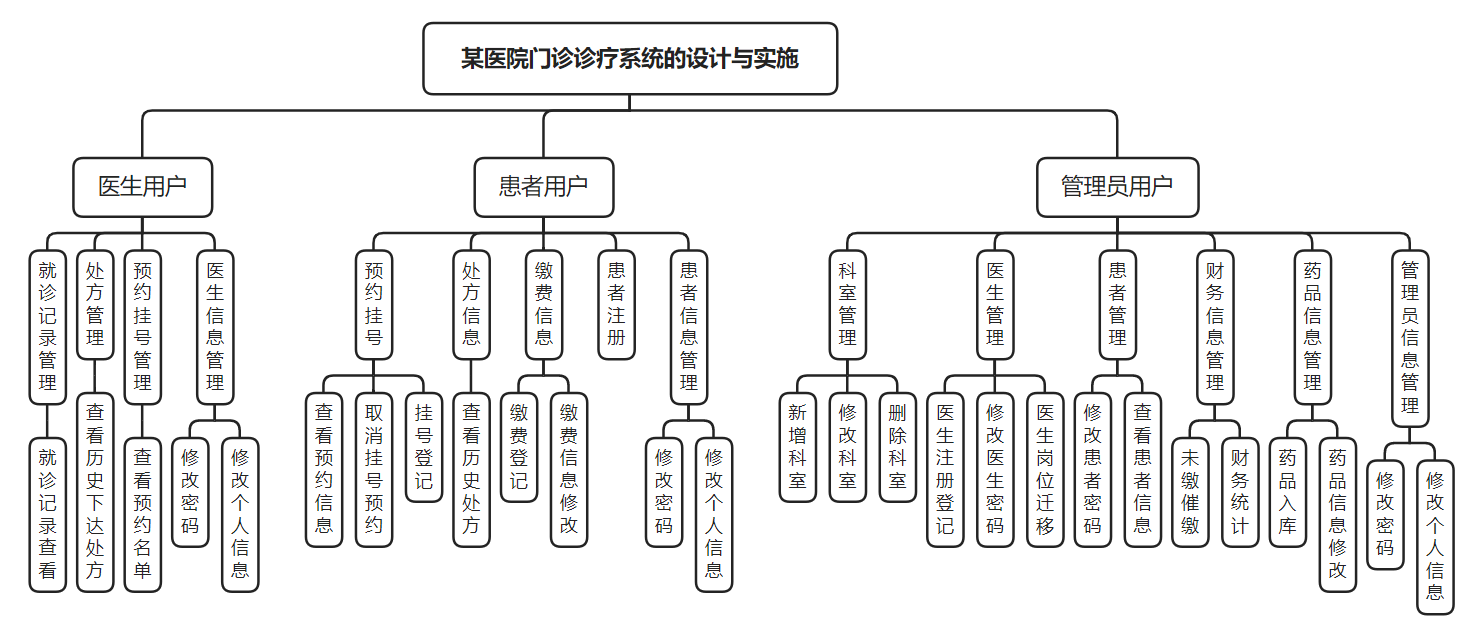 某医院门诊诊疗系统的设计与实施
医生用户
患者用户
管理员用户
就诊记录管理
处方管理
预约挂号管理
医生信息管理
预约挂号
处方信息
缴费信息
患者注册
患者信息管理
科室管理
医生管理
患者管理
财务信息管理
药品信息管理
管理员信息管理
就诊记录查看
查看历史下达处方
查看预约名单
修改密码
修改个人信息
查看预约信息
取消挂号预约
挂号登记
查看历史处方
缴费登记
缴费信息修改
修改密码
修改个人信息
新增科室
修改科室
删除科室
医生注册登记
修改医生密码
医生岗位迁移
修改患者密码
查看患者信息
未缴催缴
财务统计
药品入库
药品信息修改
修改密码
修改个人信息